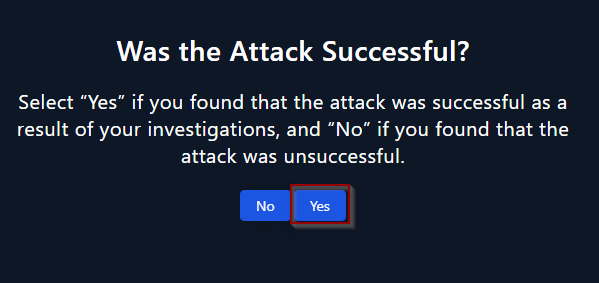 Was the Attack Successful?
Select “Yes” if you found that the attack was successful as a
result of your investigations, and “No” if you found that the
attack was unsuccessful.
No Yes